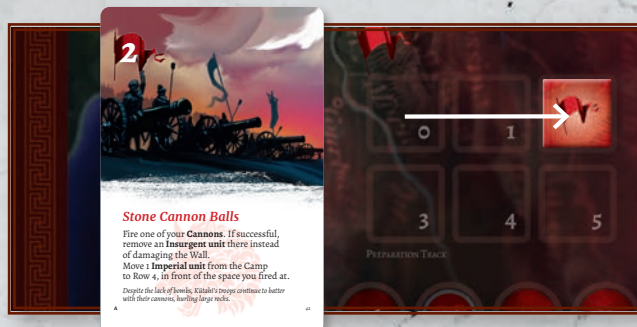 2
Stone Cannon Balls
Fire one of your Cannons. If successful,
remove an Insurgent unit there instead
of damaging the Wall.
Move 1 Imperial unit from the Camp
to Row 4, in front of the space you fired at.
Despite the lack of bombs, Kütahi's troops continue to batter
with their cannons, hurling large rocks.
A
0
1
3
4
5
Preparation Track